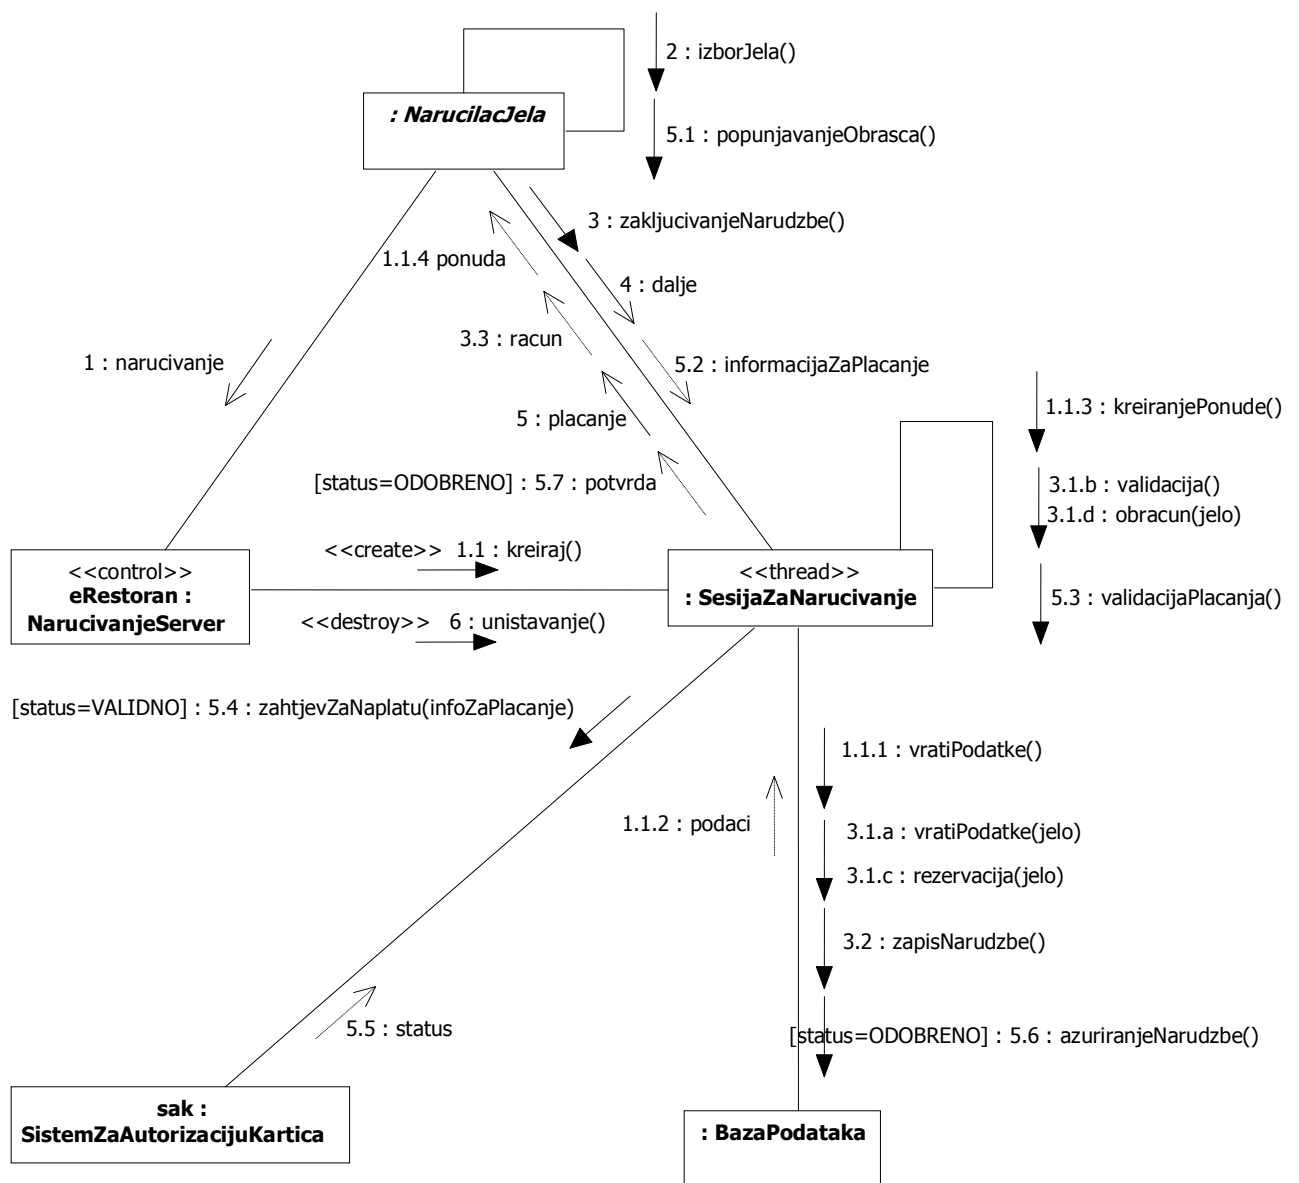 2 : izborJela()
: NarucilacJela
5.1 : popunjavanjeObrasca()
3 : zakljucivanjeNarudzbe()
1.1.4 ponuda
4 : dalje
3.3 : racun
1 : narucivanje
5.2 : informacijaZaPlacanje
1.1.3 : kreiranjePonude()
5 : placanje
[status=ODOBRENO] : 5.7 : potvrda
3.1.b : validacija()
3.1.d : obracun(jelo)
<<create>> 1.1 : kreiraj()
<<control>>
eRestoran :
NarucivanjeServer
<<thread>>
: SesijaZaNarucivanje
5.3 : validacijaPlacanja()
<<destroy>> 6 : unistavanje()
[status=VALIDNO] : 5.4 : zahtjevZaNaplatu(infoZaPlacanje)
1.1.1 : vratiPodatke()
1.1.2 : podaci
3.1.a : vratiPodatke(jelo)
3.1.c : rezervacija(jelo)
3.2 : zapisNarudzbe()
5.5 : status
[status=ODOBRENO] : 5.6 : azuriranjeNarudzbe()
sak :
SistemZaAutorizacijuKartica
: BazaPodataka